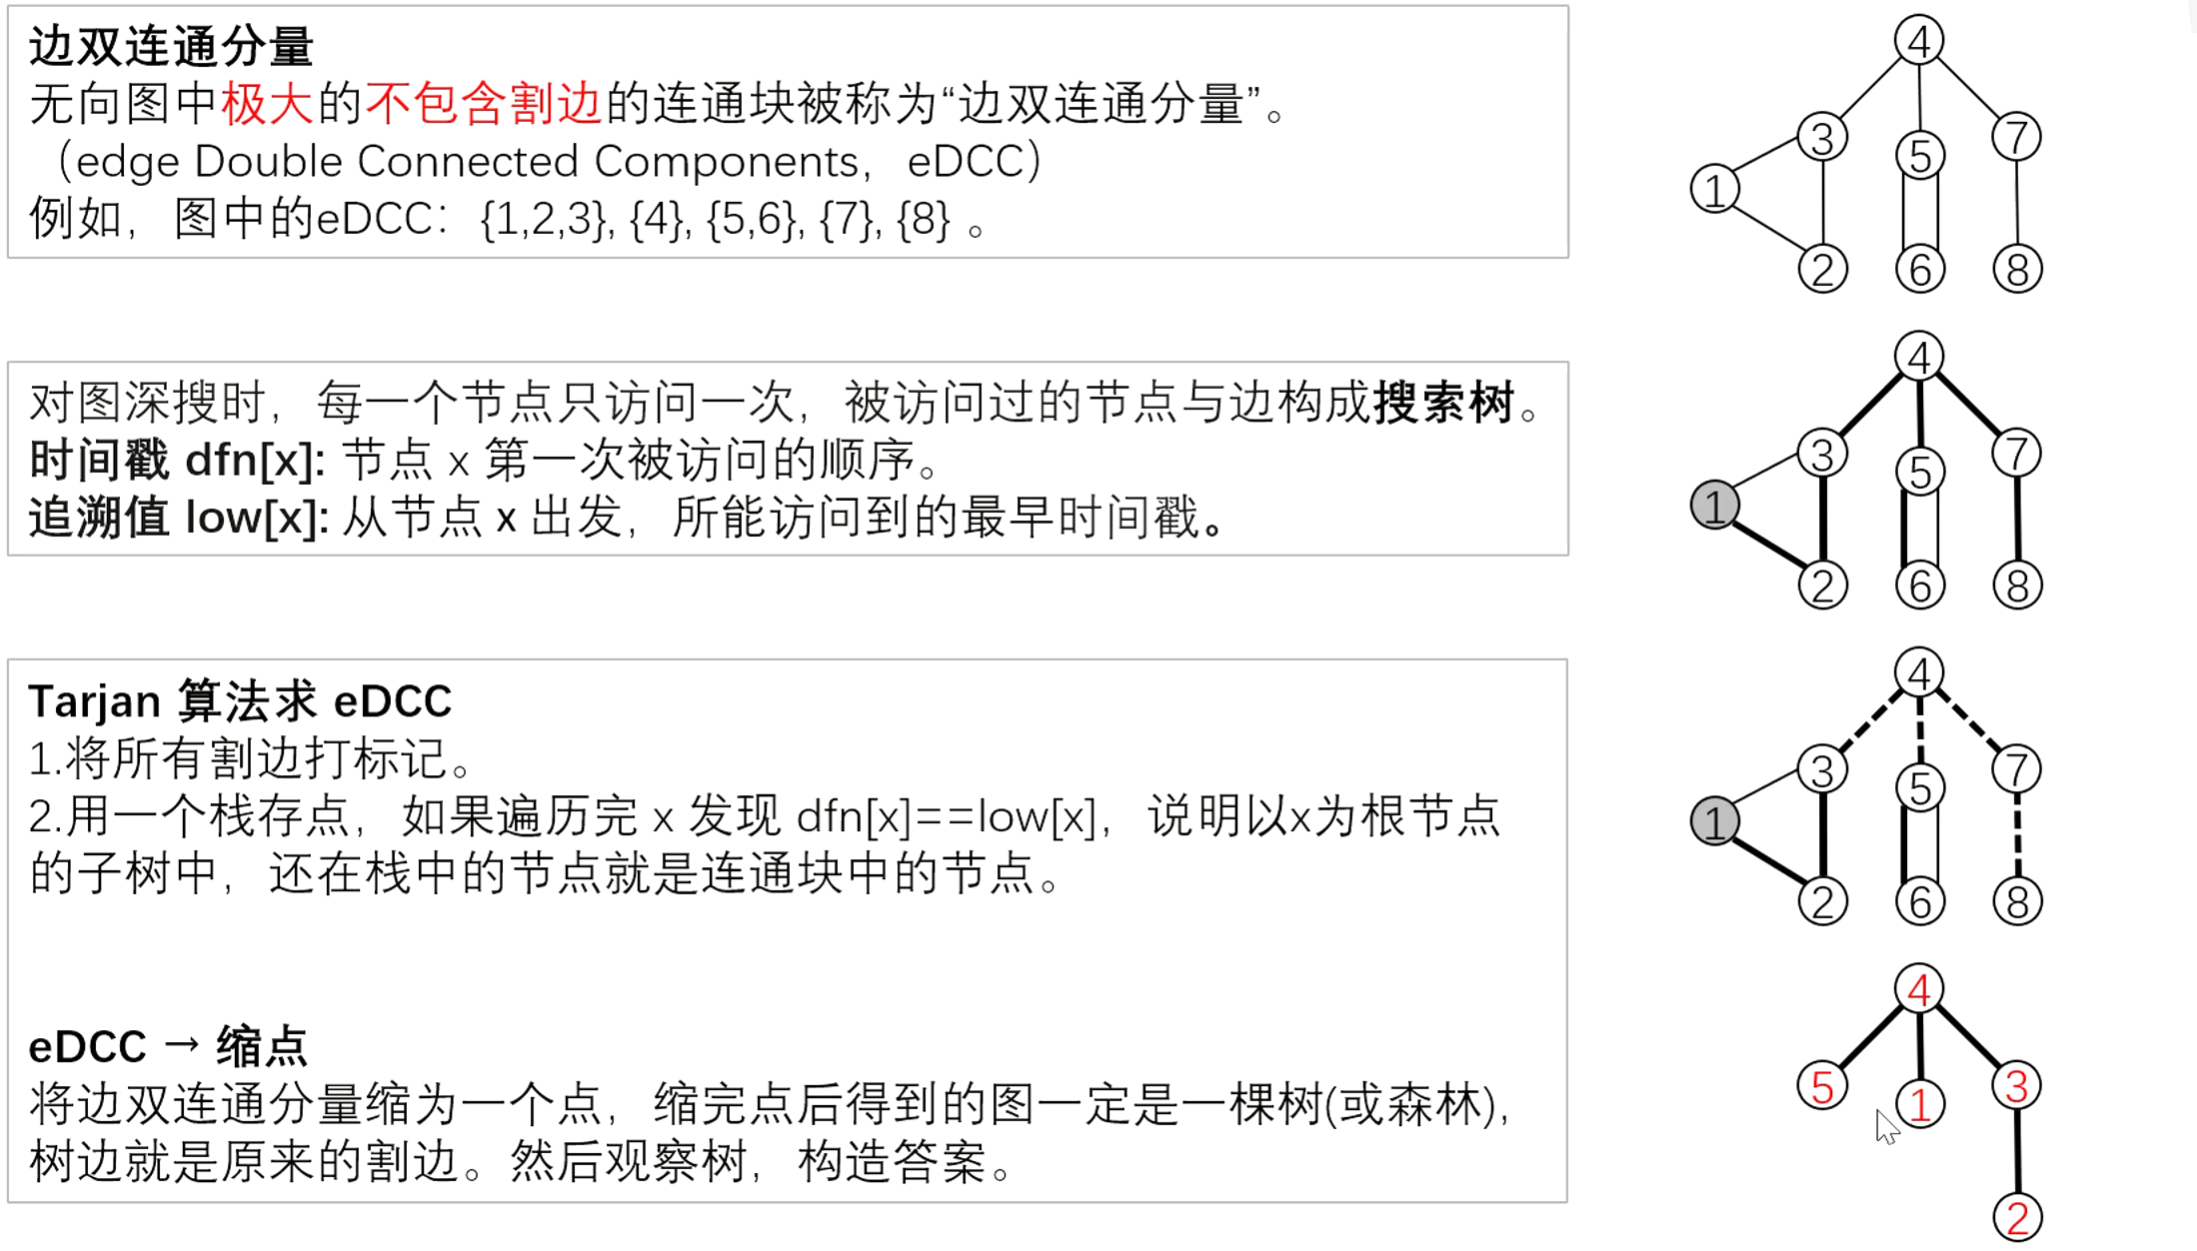 边双连通分量
无向图中极大的不包含割边的连通块被称为“边双连通分量”。
（edge Double Connected Components， eDCC）
例如，图中的eDCC：{1,2,3}, {4}, {5,6}, {7}, {8} 。
4
3
5
7
1
2
6
8
对图深搜时，每一个节点只访问一次，被访问过的节点与边构成搜索树。
时间戳 dfn[x]: 节点 x 第一次被访问的顺序。
追溯值 low[x]: 从节点 x 出发，所能访问到的最早时间戳。
4
3
5
7
1
2
6
8
Tarjan 算法求 eDCC
1.将所有割边打标记。
2.用一个栈存点，如果遍历完 x 发现 dfn[x]==low[x]，说明以x为根节点
的子树中，还在栈中的节点就是连通块中的节点。
4
3
5
7
1
2
6
8
eDCC → 缩点
将边双连通分量缩为一个点，缩完点后得到的图一定是一棵树(或森林)，
树边就是原来的割边。然后观察树，构造答案。
4
5
1
3
2